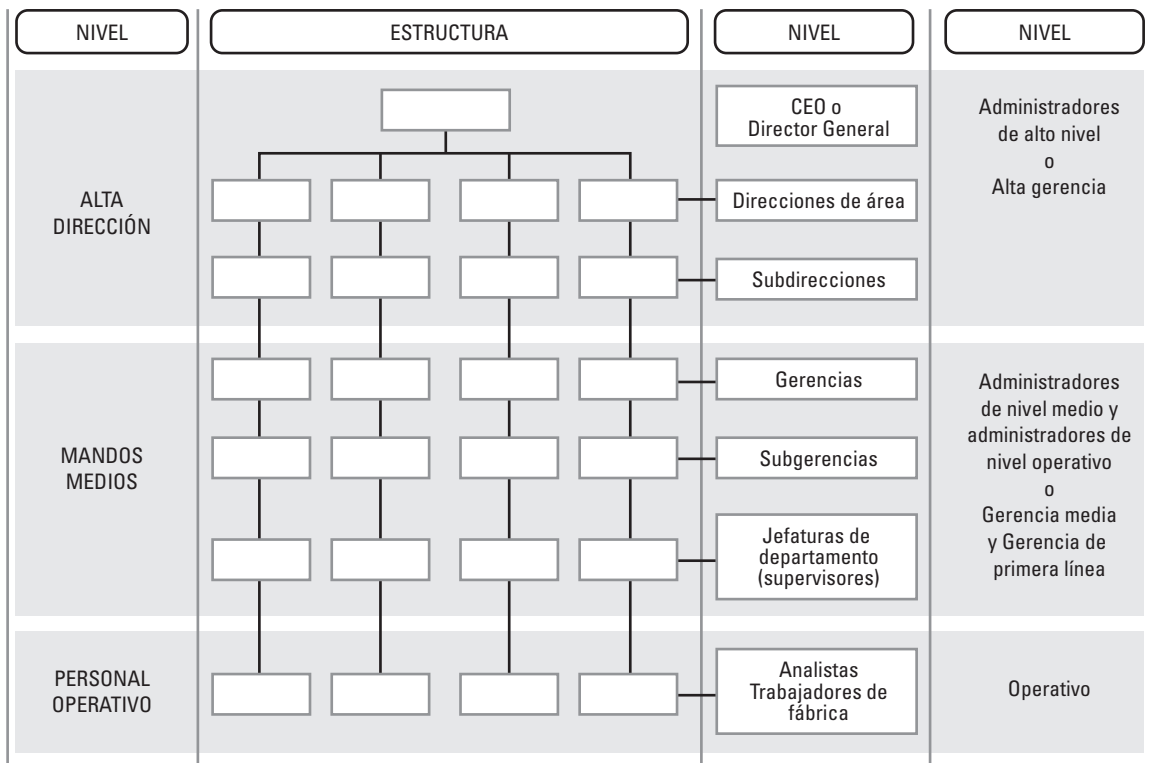 NIVEL
ESTRUCTURA
NIVEL
NIVEL
ALTA
DIRECCIÓN
CEO o
Director General
Direcciones de área
Subdirecciones
Administradores
de alto nivel
o
Alta gerencia
MANDOS
MEDIOS
Gerencias
Subgerencias
Jefaturas de
departamento
(supervisores)
Administradores
de nivel medio y
administradores de
nivel operativo
o
Gerencia media
y Gerencia de
primera línea
PERSONAL
OPERATIVO
Analistas
Trabajadores de
fábrica
Operativo